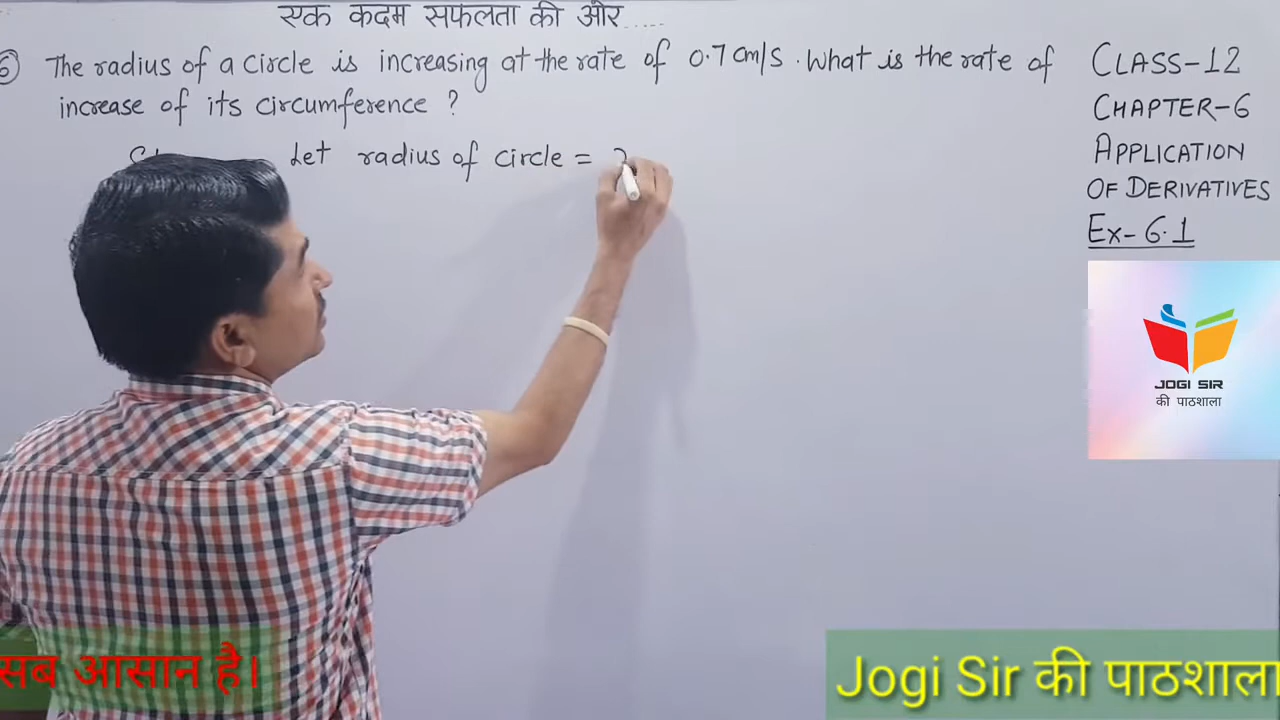 एक कदम सफलता की ओर.....
6) The radius of a circle is increasing at the rate of 0.7 cm/s. What is the rate of
increase of its circumference ?
Let radius of circle =
CLASS-12
CHAPTER-6
APPLICATION
OF DERIVATIVES
Ex-6.1
JOGI SIR
की पाठशाला
सब आसान है।
Jogi Sir की पाठशाला